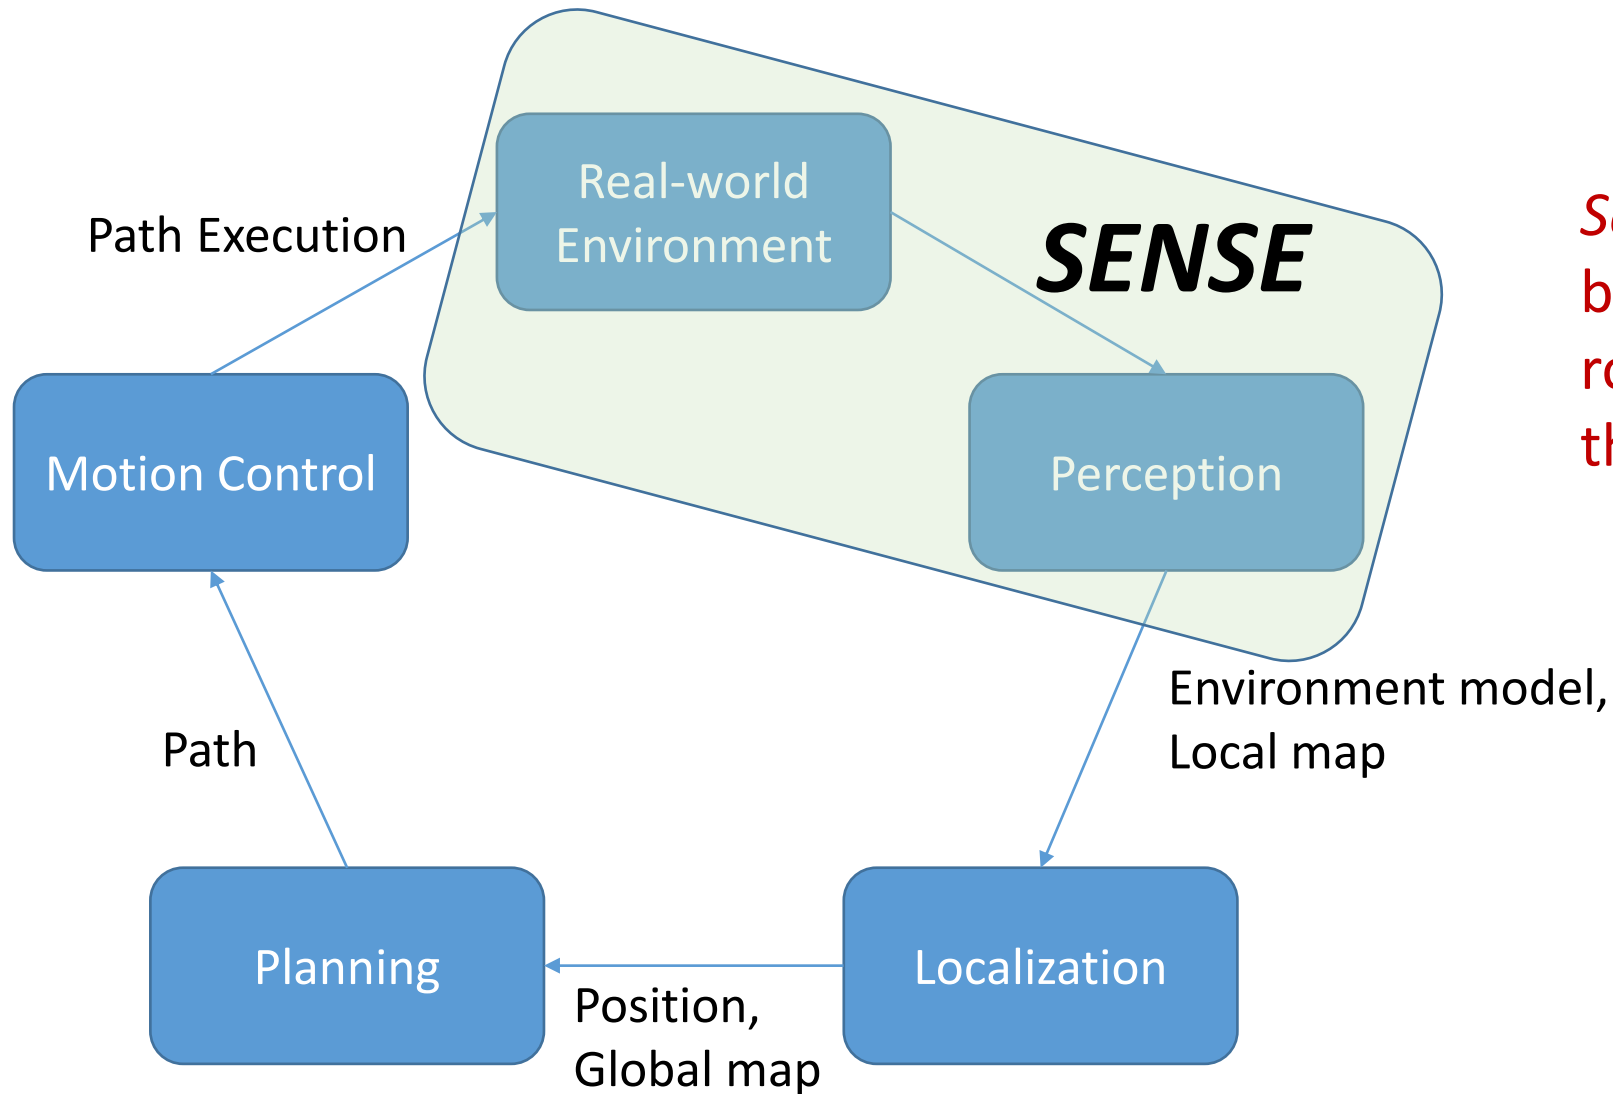 Real-world
Environment
Path Execution
SENSE
Motion Control
Perception
Environment model,
Local map
Path
Planning
Localization
Position,
Global map